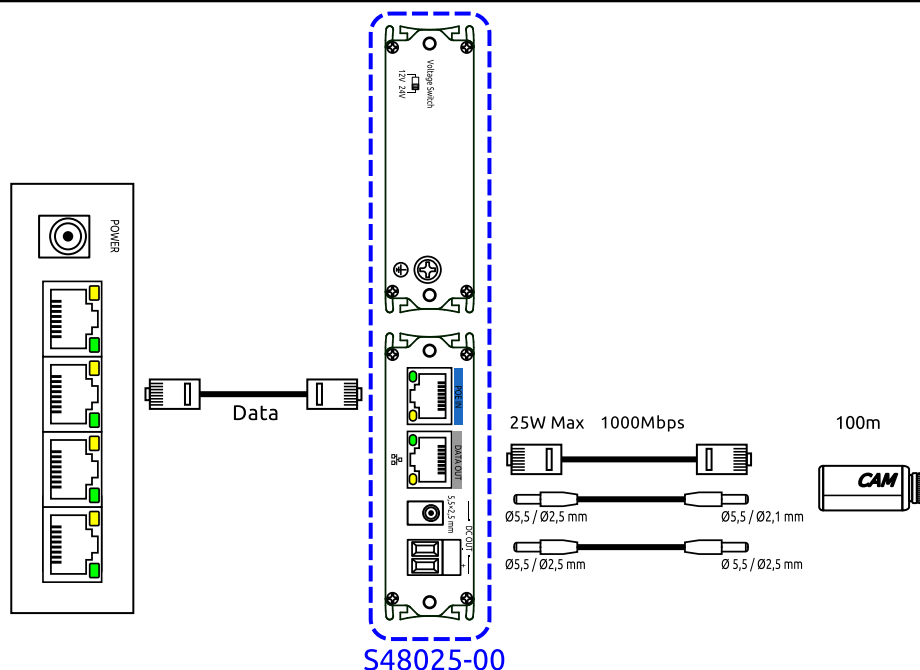 POWER
Data
Voltage Switch
12V 24V
POE IN
DATA OUT
5,5×2,5 mm
DC OUT
- +
25W Max 1000Mbps
100m
CAM
Ø5,5 / Ø2,5 mm
Ø5,5 / Ø2,1 mm
Ø5,5 / Ø2,5 mm
Ø 5,5 / Ø2,5 mm
S48025-00